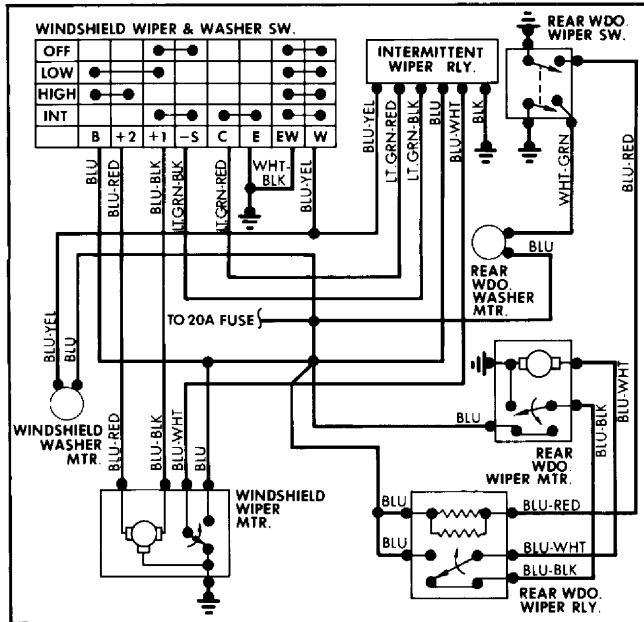 WINDSHIELD WIPER & WASHER SW.
OFF
LOW
HIGH
INT
B +2 +1 -S C E EW W
INTERMITTENT
WIPER RLY.
REAR WDO.
WIPER SW.
BLU
BLU-RED
BLU-BLK
LT.GRN-BLK
LT.GRN-RED
WHT-
BLK
BLU-YEL
BLU-YEL
LT.GRN-RED
LT.GRN-BLK
BLU
BLU-WHT
BLK
WHT-GRN
BLU-RED
BLU
REAR
WDO.
WASHER
MTR.
TO 20A FUSE
BLU-YEL
BLU
WINDSHIELD
WASHER
MTR.
BLU-RED
BLU-BLK
BLU-WHT
BLU
WINDSHIELD
WIPER
MTR.
BLU
BLU-BLK
BLU-WHT
REAR
WDO.
WIPER MTR.
BLU
BLU
BLU-RED
BLU-WHT
BLU-BLK
REAR WDO.
WIPER RLY.